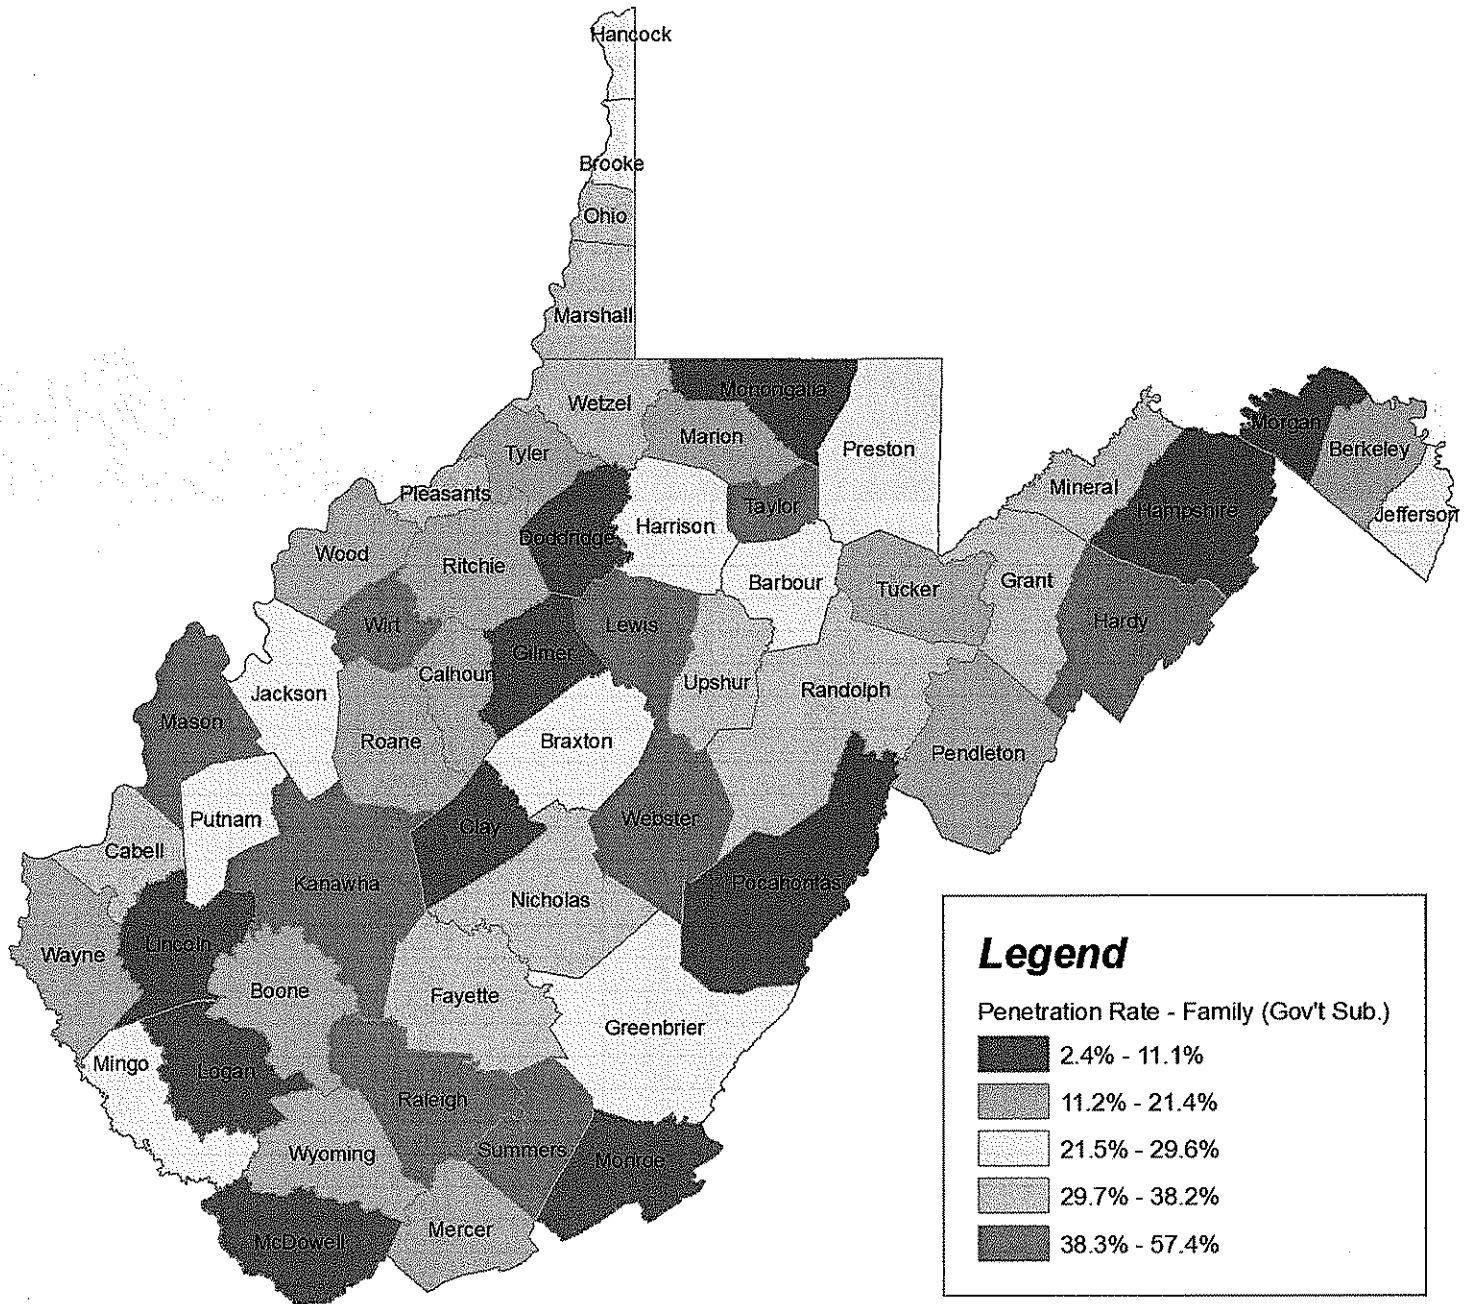 Hancock
Brooke
Ohio
Marshall
Wetzel
Monongalia
Marion
Preston
Tyler
Pleasants
Taylor
Doddridge
Harrison
Wood
Ritchie
Barbour
Tucker
Grant
Mineral
Hampshire
Morgan
Berkeley
Jefferson
Hardy
Wirt
Lewis
Gilmer
Calhoun
Upshur
Randolph
Jackson
Mason
Roane
Braxton
Pendleton
Putnam
Clay
Webster
Cabell
Kanawha
Nicholas
Pocahontas
Lincoln
Wayne
Boone
Fayette
Greenbrier
Mingo
Logan
Raleigh
Summers
Monroe
Wyoming
Mercer
McDowell
Legend
Penetration Rate - Family (Gov't Sub.)
2.4% - 11.1%
11.2% - 21.4%
21.5% - 29.6%
29.7% - 38.2%
38.3% - 57.4%